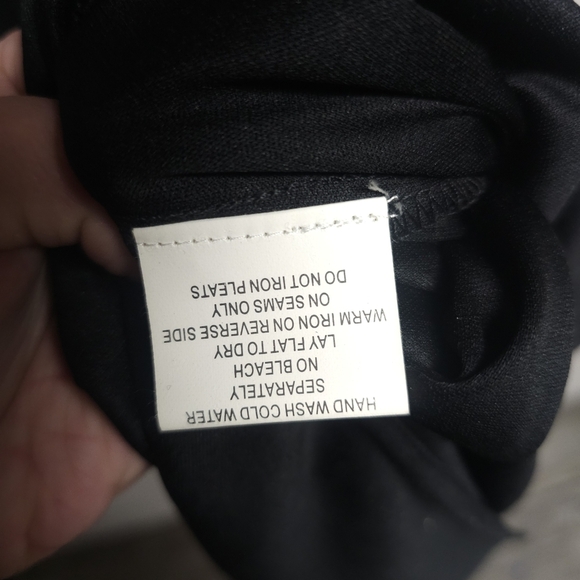 HAND WASH COLD WATER
SEPARATELY
NO BLEACH
LAY FLAT TO DRY
WARM IRON ON REVERSE SIDE
ON SEAMS ONLY
DO NOT IRON PLEATS